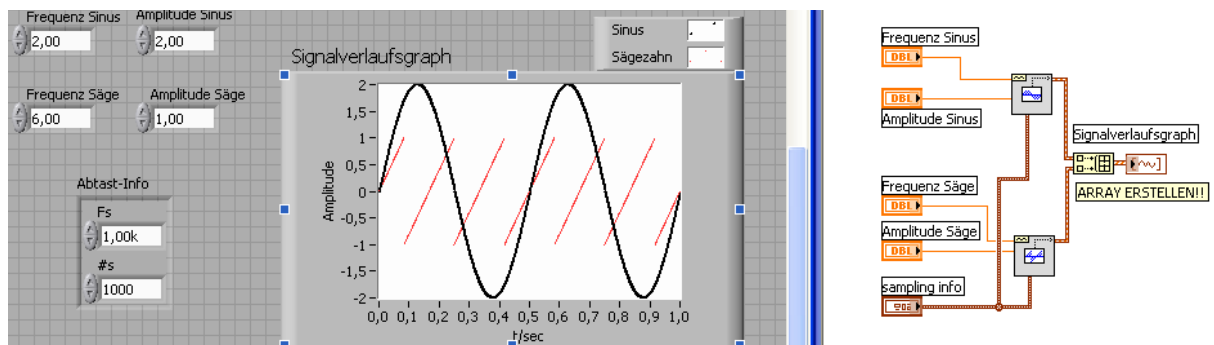 Frequenz Sinus
Amplitude Sinus
2,00
2,00
Sinus
Sägezahn
Signalverlaufsgraph
Frequenz Säge
Amplitude Säge
6,00
1,00
Abtast-Info
Fs
1,00k
#s
1000
Amplitude
2
1,5
1
0,5
0
-0,5
-1
-1,5
-2
0,0 0,1 0,2 0,3 0,4 0,5 0,6 0,7 0,8 0,9 1,0
t/sec
Frequenz Sinus
DBL
DBL
Amplitude Sinus
Signalverlaufsgraph
ARRAY ERSTELLEN!!
Frequenz Säge
DBL
Amplitude Säge
DBL
sampling info